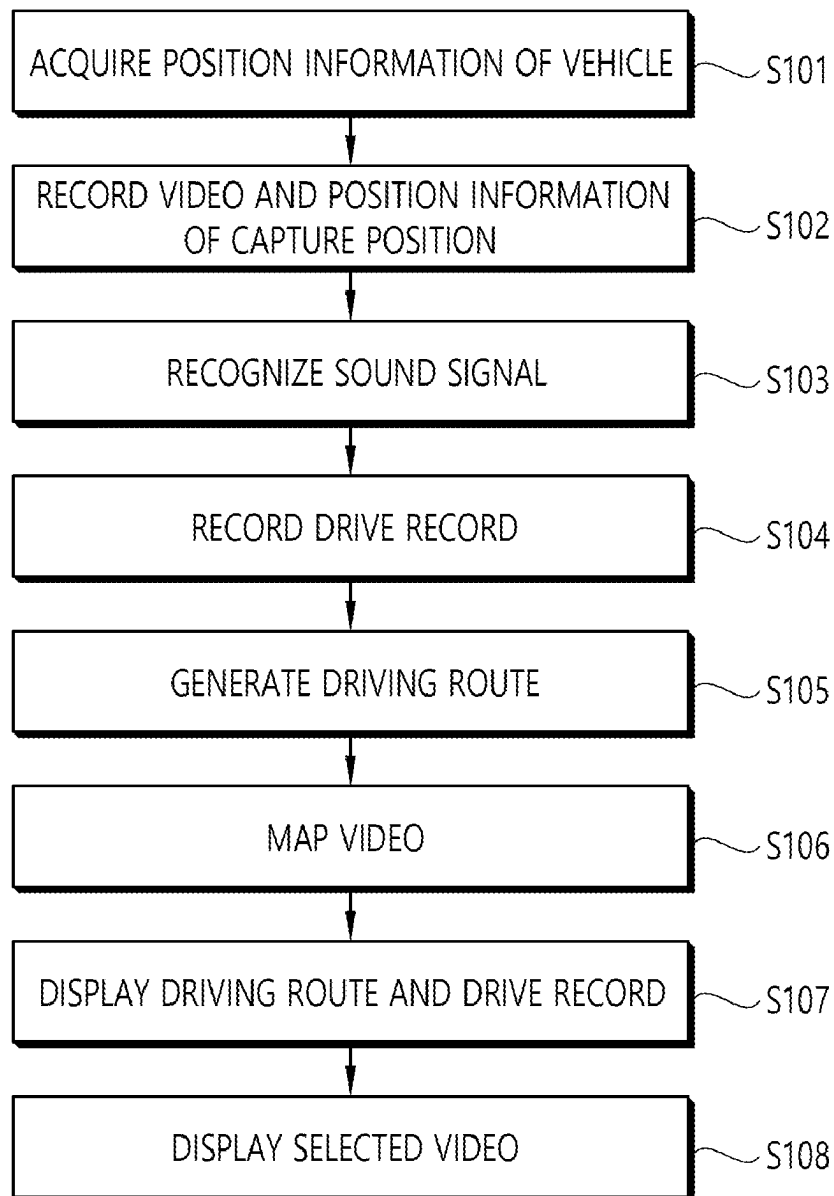 ACQUIRE POSITION INFORMATION OF VEHICLE
S101
RECORD VIDEO AND POSITION INFORMATION
OF CAPTURE POSITION
S102
RECOGNIZE SOUND SIGNAL
S103
RECORD DRIVE RECORD
S104
GENERATE DRIVING ROUTE
S105
MAP VIDEO
S106
DISPLAY DRIVING ROUTE AND DRIVE RECORD
S107
DISPLAY SELECTED VIDEO
S108